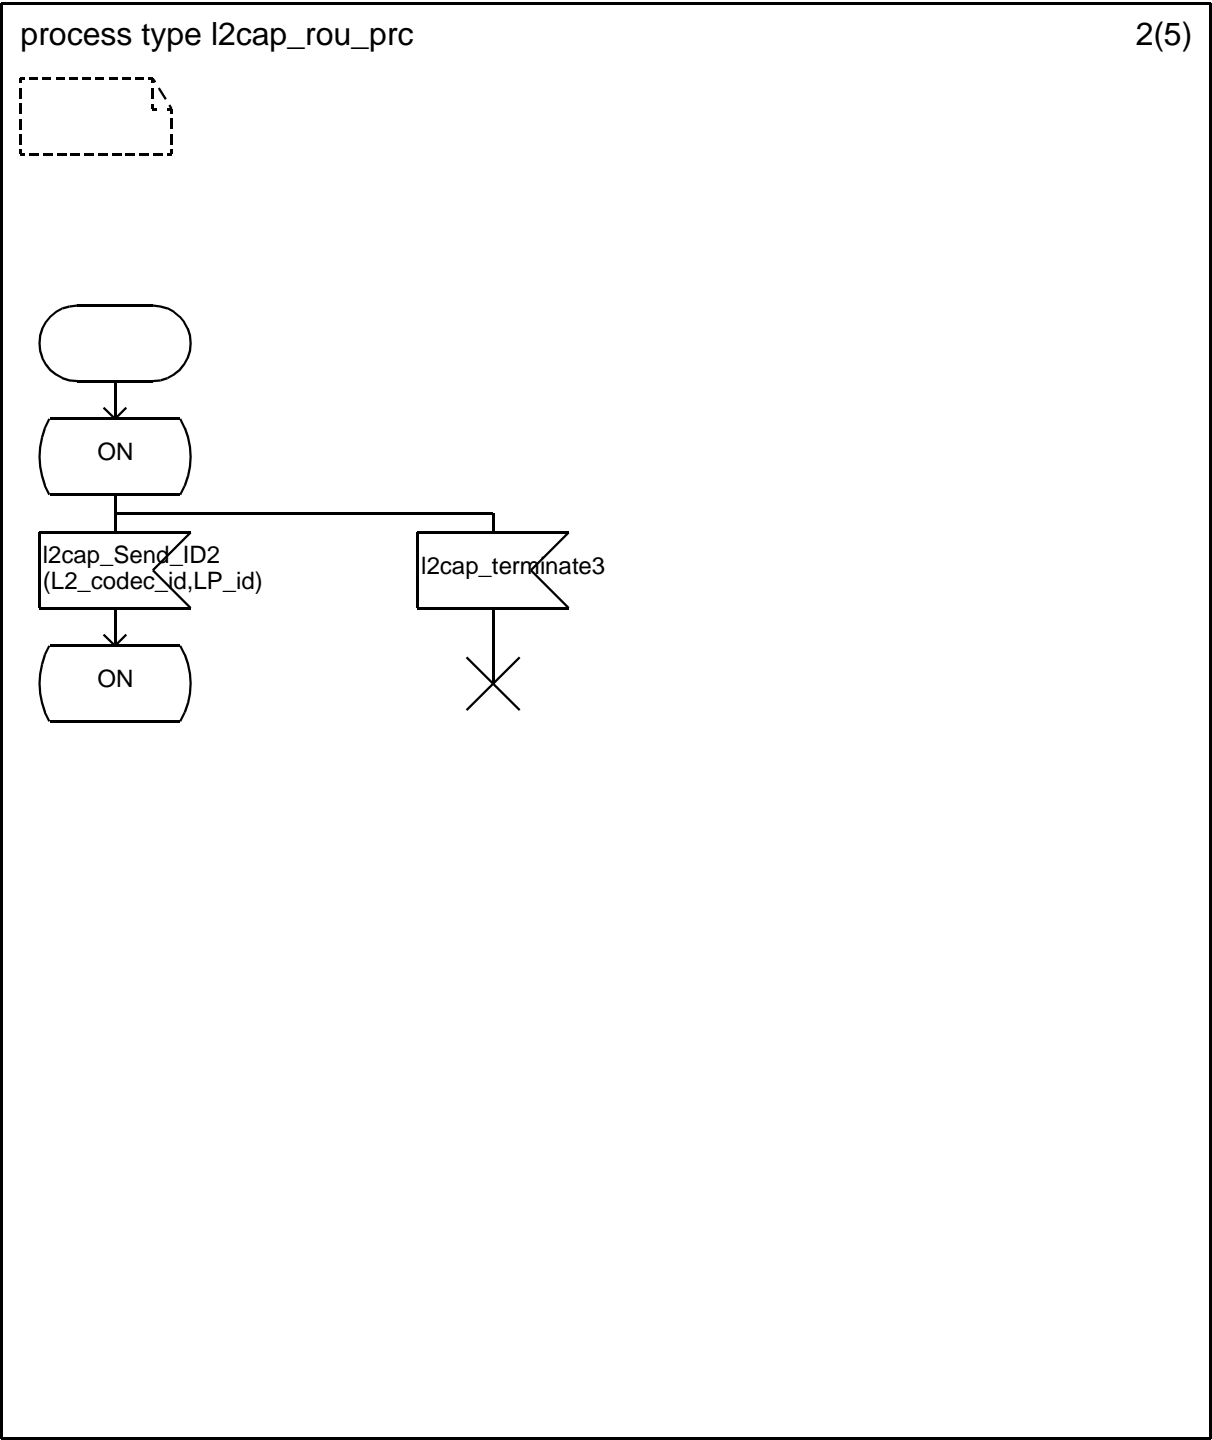 process type l2cap_rou_prc
2(5)
ON
l2cap_Send_ID2
(L2_codec_id,LP_id)
l2cap_terminate3
ON